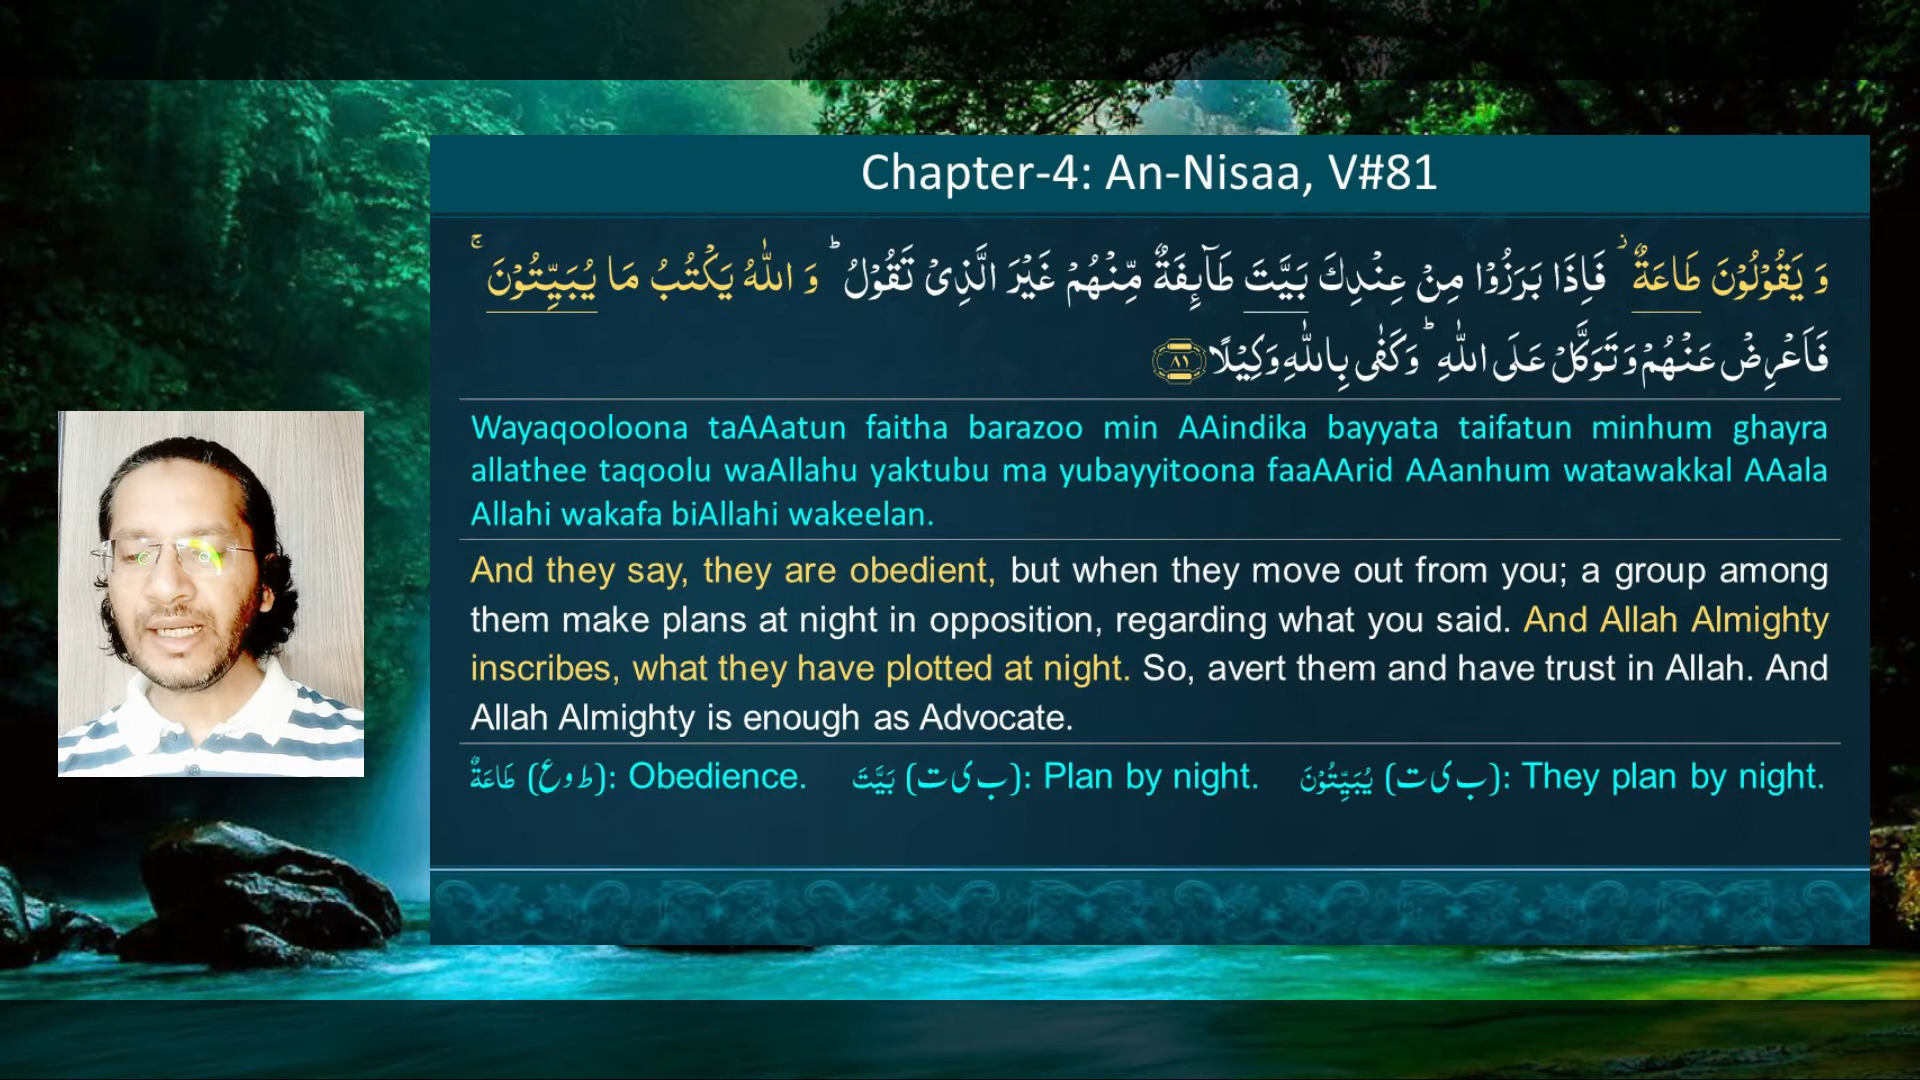 Chapter-4: An-Nisaa, V#81
وَ يَقُوْلُوْنَ طَاعَةٌ ؗ فَاِذَا بَرَزُوْا مِنْ عِنْدِكَ بَيَّتَ طَآىِٕفَةٌ مِّنْهُمْ غَيْرَ الَّذِیْ تَقُوْلُ ؕ وَ اللّٰهُ يَكْتُبُ مَا يُبَيِّتُوْنَ ۚ
فَاَعْرِضْ عَنْهُمْ وَ تَوَكَّلْ عَلَى اللّٰهِ ؕ وَكَفٰى بِاللّٰهِ وَكِيْلًا ۸۱
Wayaqooloona taAAatun faitha barazoo min AAindika bayyata taifatun minhum ghayra
allathee taqoolu waAllahu yaktubu ma yubayyitoona faaAArid AAanhum watawakkal AAala
Allahi wakafa biAllahi wakeelan.
And they say, they are obedient, but when they move out from you; a group among
them make plans at night in opposition, regarding what you said. And Allah Almighty
inscribes, what they have plotted at night. So, avert them and have trust in Allah. And
Allah Almighty is enough as Advocate.
طَاعَةٌ (ط و ع): Obedience. بَيَّتَ (ب ی ت): Plan by night. يُبَيِّتُوْنَ (ب ی ت): They plan by night.